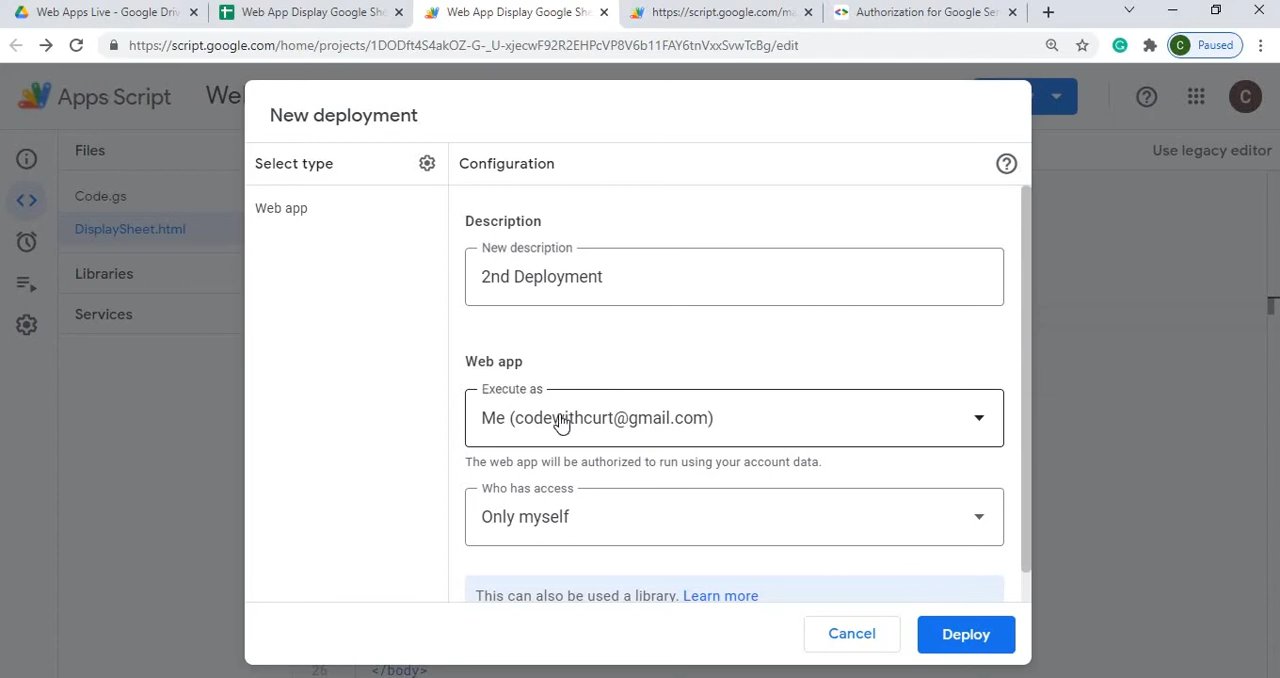 Web Apps Live - Google Driv
Web App Display Google She
Web App Display Google She
https://script.google.com/ma
Authorization for Google Ser
https://script.google.com/home/projects/1DODft4S4akOZ-G-_U-xjecwF92R2EHPcVP8V6b11FAY6tnVxxSvwTcBg/edit
C Paused
Apps Script
We
C
New deployment
Files
Use legacy editor
Select type
Configuration
Code.gs
Web app
Description
DisplaySheet.html
New description
2nd Deployment
Libraries
Services
Web app
Execute as
Me (codewithcurt@gmail.com)
The web app will be authorized to run using your account data.
Who has access
Only myself
This can also be used a library. Learn more
Cancel
Deploy
26 </body>